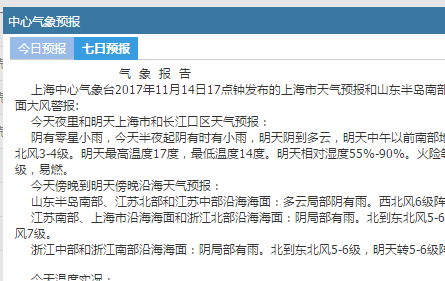 中心气象预报
今日预报 七日预报
气 象 报 告
上海中心气象台2017年11月14日17点钟发布的上海市天气预报和山东半岛南部
面大风警报:
今天夜里和明天上海市和长江口区天气预报：
阴有零星小雨，今天半夜起阴有时有小雨，明天阴到多云，明天中午以前南部地
北风3-4级。明天最高温度17度，最低温度14度。明天相对湿度55%-90%。火险等
级，易燃。
今天傍晚到明天傍晚沿海天气预报：
山东半岛南部、江苏北部和江苏中部沿海海面：多云局部阴有雨。西北风6级阵
江苏南部、上海市沿海海面和浙江北部沿海海面：阴局部有雨。北到东北风5-6
风7级。
浙江中部和浙江南部沿海海面：阴局部有雨。北到东北风5-6级，明天转5-6级阵
今天温度实况：